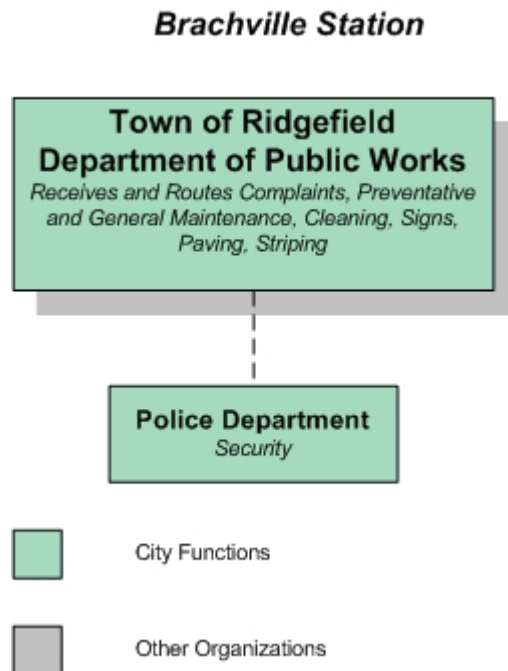 Brachville Station
Town of Ridgefield
Department of Public Works
Receives and Routes Complaints, Preventative
and General Maintenance, Cleaning, Signs,
Paving, Striping
Police Department
Security
City Functions
Other Organizations